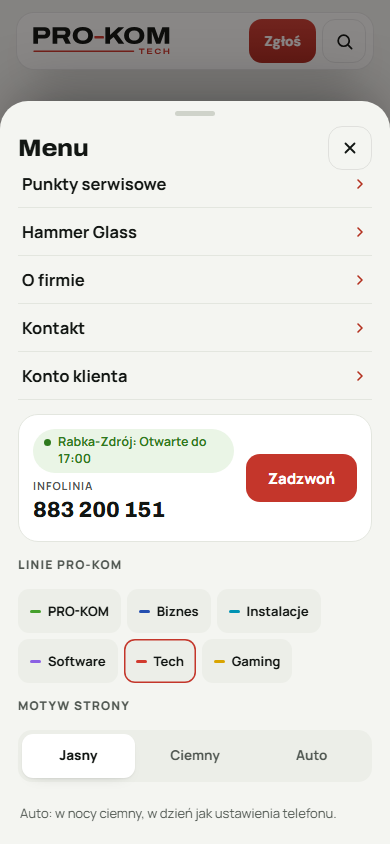 PRO-KOM
TECH
Zgłoś
Menu
Punkty serwisowe
Hammer Glass
O firmie
Kontakt
Konto klienta
Rabka-Zdrój: Otwarte do
17:00
INFOLINIA
883 200 151
Zadzwoń
LINIE PRO-KOM
PRO-KOM
Biznes
Instalacje
Software
Tech
Gaming
MOTYW STRONY
Jasny
Ciemny
Auto
Auto: w nocy ciemny, w dzień jak ustawienia telefonu.